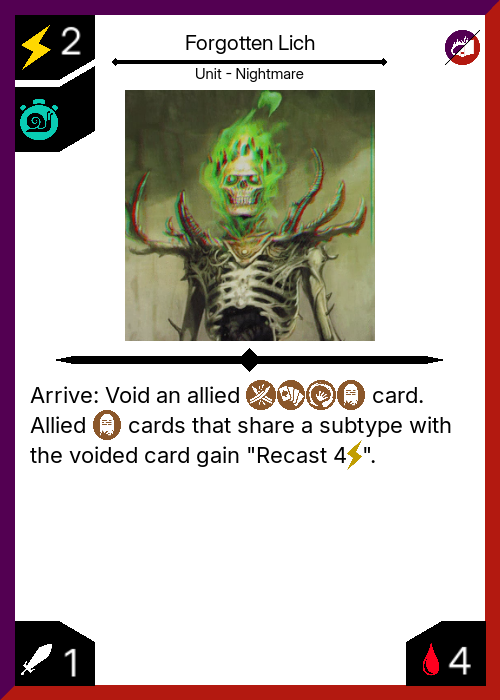 2
Forgotten Lich
Unit - Nightmare
Arrive: Void an allied card.
Allied cards that share a subtype with
the voided card gain "Recast 4".
1
4